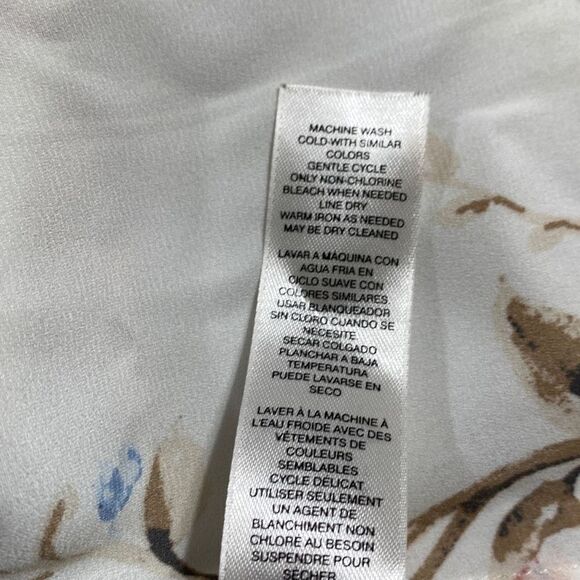 MACHINE WASH
COLD-WITH SIMILAR
COLORS
GENTLE CYCLE
ONLY NON-CHLORINE
BLEACH WHEN NEEDED
LINE DRY
WARM IRON AS NEEDED
MAY BE DRY CLEANED
LAVAR A MÁQUINA CON
AGUA FRIA EN
CICLO SUAVE CON
COLORES SIMILARES
USAR BLANQUEADOR
SIN CLORO CUANDO SE
NECESITE
SECAR COLGADO
PLANCHAR A BAJA
TEMPERATURA
PUEDE LAVARSE EN
SECO
LAVER À LA MACHINE À
L'EAU FROIDE AVEC DES
VÊTEMENTS DE
COULEURS
SEMBLABLES
CYCLE DÉLICAT
UTILISER SEULEMENT
UN AGENT DE
BLANCHIMENT NON
CHLORÉ AU BESOIN
SUSPENDRE POUR
SÉCHER